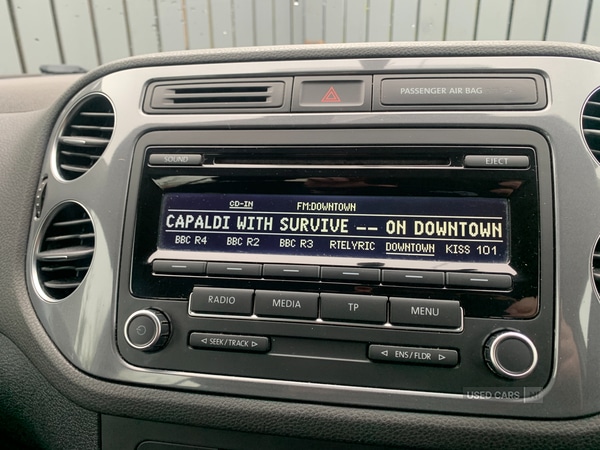 PASSENGER AIR BAG
SOUND
EJECT
CD-IN FM:DOWNTOWN
CAPALDI WITH SURVIVE -- ON DOWNTOWN
BBC R4 BBC R2 BBC R3 RTELYRIC DOWNTOWN KISS 101
RADIO MEDIA TP MENU
SEEK/TRACK ENS/FLDR
USED CARS NI